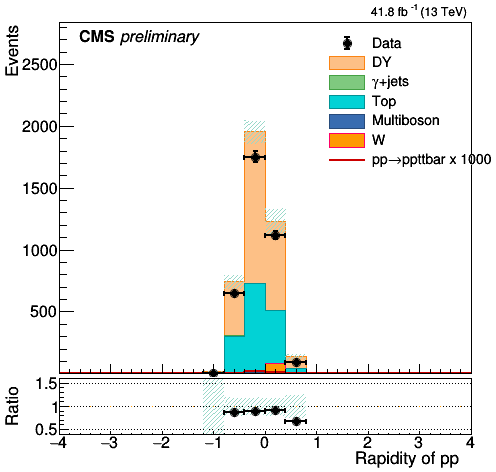 41.8 fb⁻¹ (13 TeV)
CMS preliminary
Events
2500
2000
1500
1000
500
Data
DY
γ+jets
Top
Multiboson
W
pp→ppttbar x 1000
Ratio
1.5
1
0.5
−4 −3 −2 −1 0 1 2 3 4
Rapidity of pp